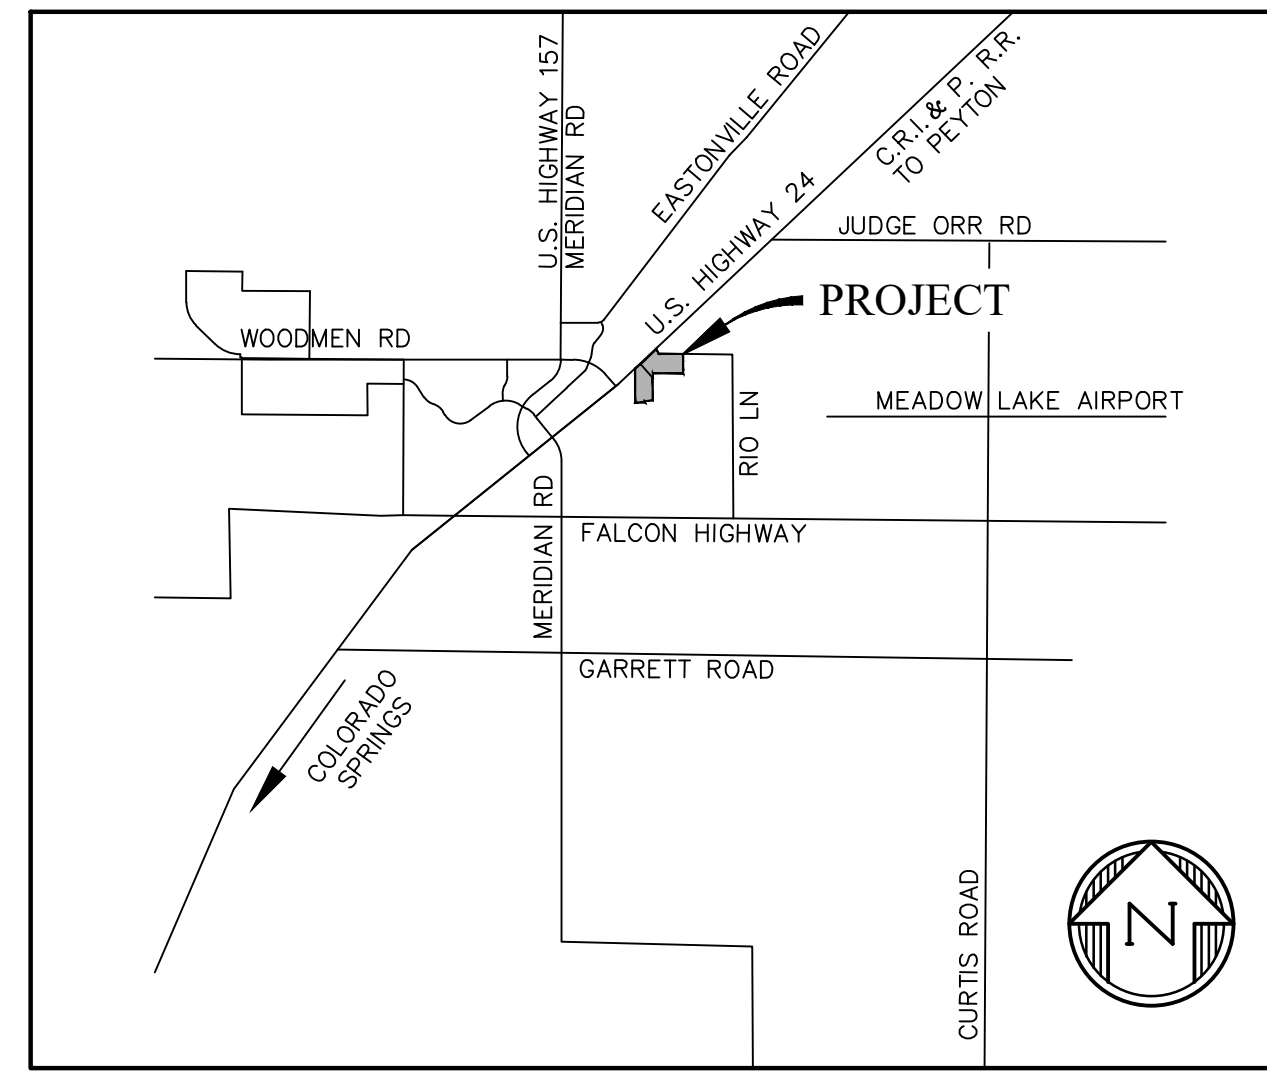 U.S. HIGHWAY 157
MERIDIAN RD
EASTONVILLE ROAD
U.S. HIGHWAY 24
C.R.I. & P. R.R.
TO PEYTON
JUDGE ORR RD
PROJECT
WOODMEN RD
MEADOW LAKE AIRPORT
RIO LN
MERIDIAN RD
FALCON HIGHWAY
GARRETT ROAD
COLORADO
SPRINGS
CURTIS ROAD
N